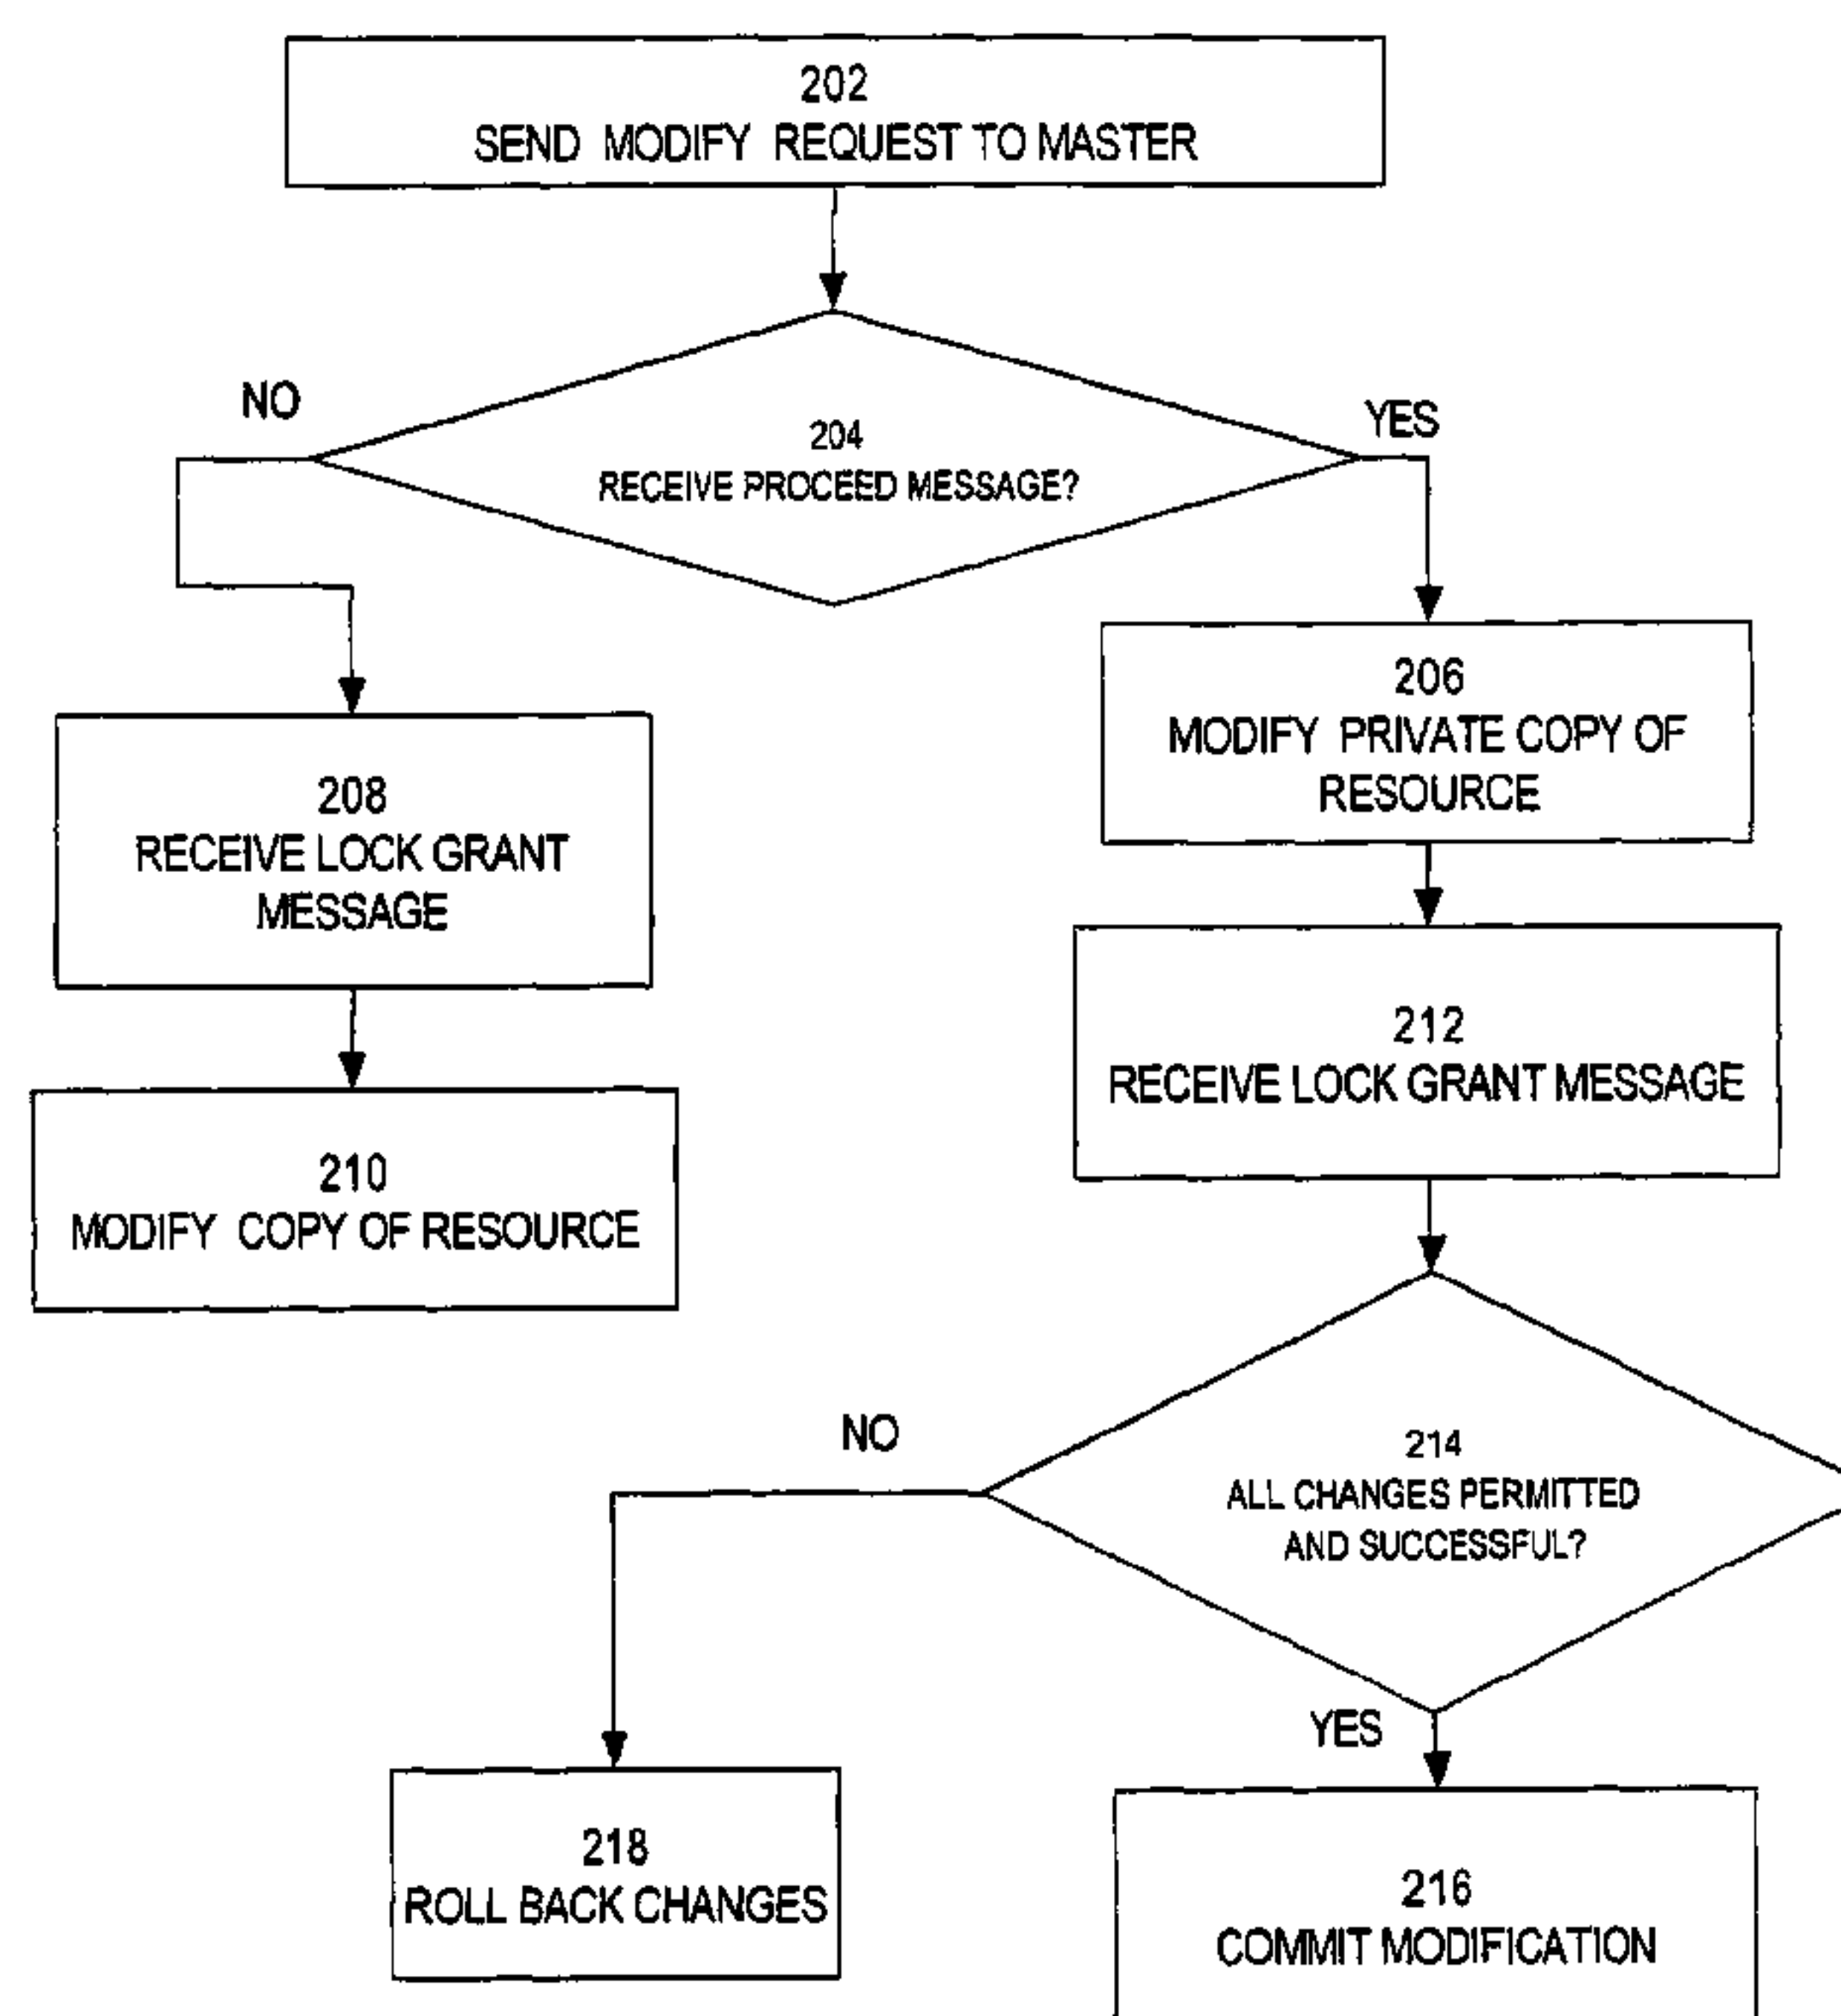 202
SEND MODIFY REQUEST TO MASTER
NO
204
RECEIVE PROCEED MESSAGE?
YES
206
MODIFY PRIVATE COPY OF
RESOURCE
208
RECEIVE LOCK GRANT
MESSAGE
212
RECEIVE LOCK GRANT MESSAGE
210
MODIFY COPY OF RESOURCE
NO
214
ALL CHANGES PERMITTED
AND SUCCESSFUL?
YES
218
ROLL BACK CHANGES
216
COMMIT MODIFICATION